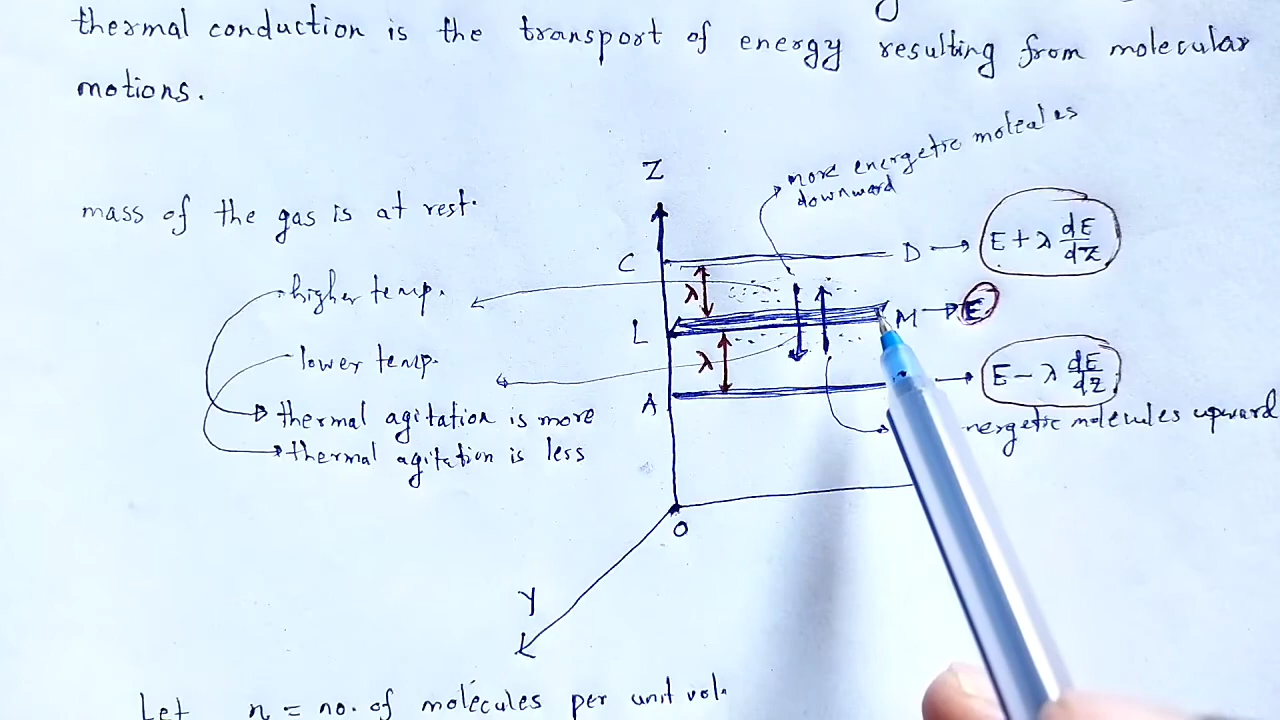 thermal conduction is the transport of energy resulting from molecular
motions.
more energetic molecules
downward
Z
mass of the gas is at rest.
C
D → E + λ dE/dZ
higher temp.
λ
L
M → E
lower temp.
λ
A
→ E − λ dE/dZ
thermal agitation is more
nergetic molecules upward
thermal agitation is less
O
Y
Let n = no. of molécules per unit vol.